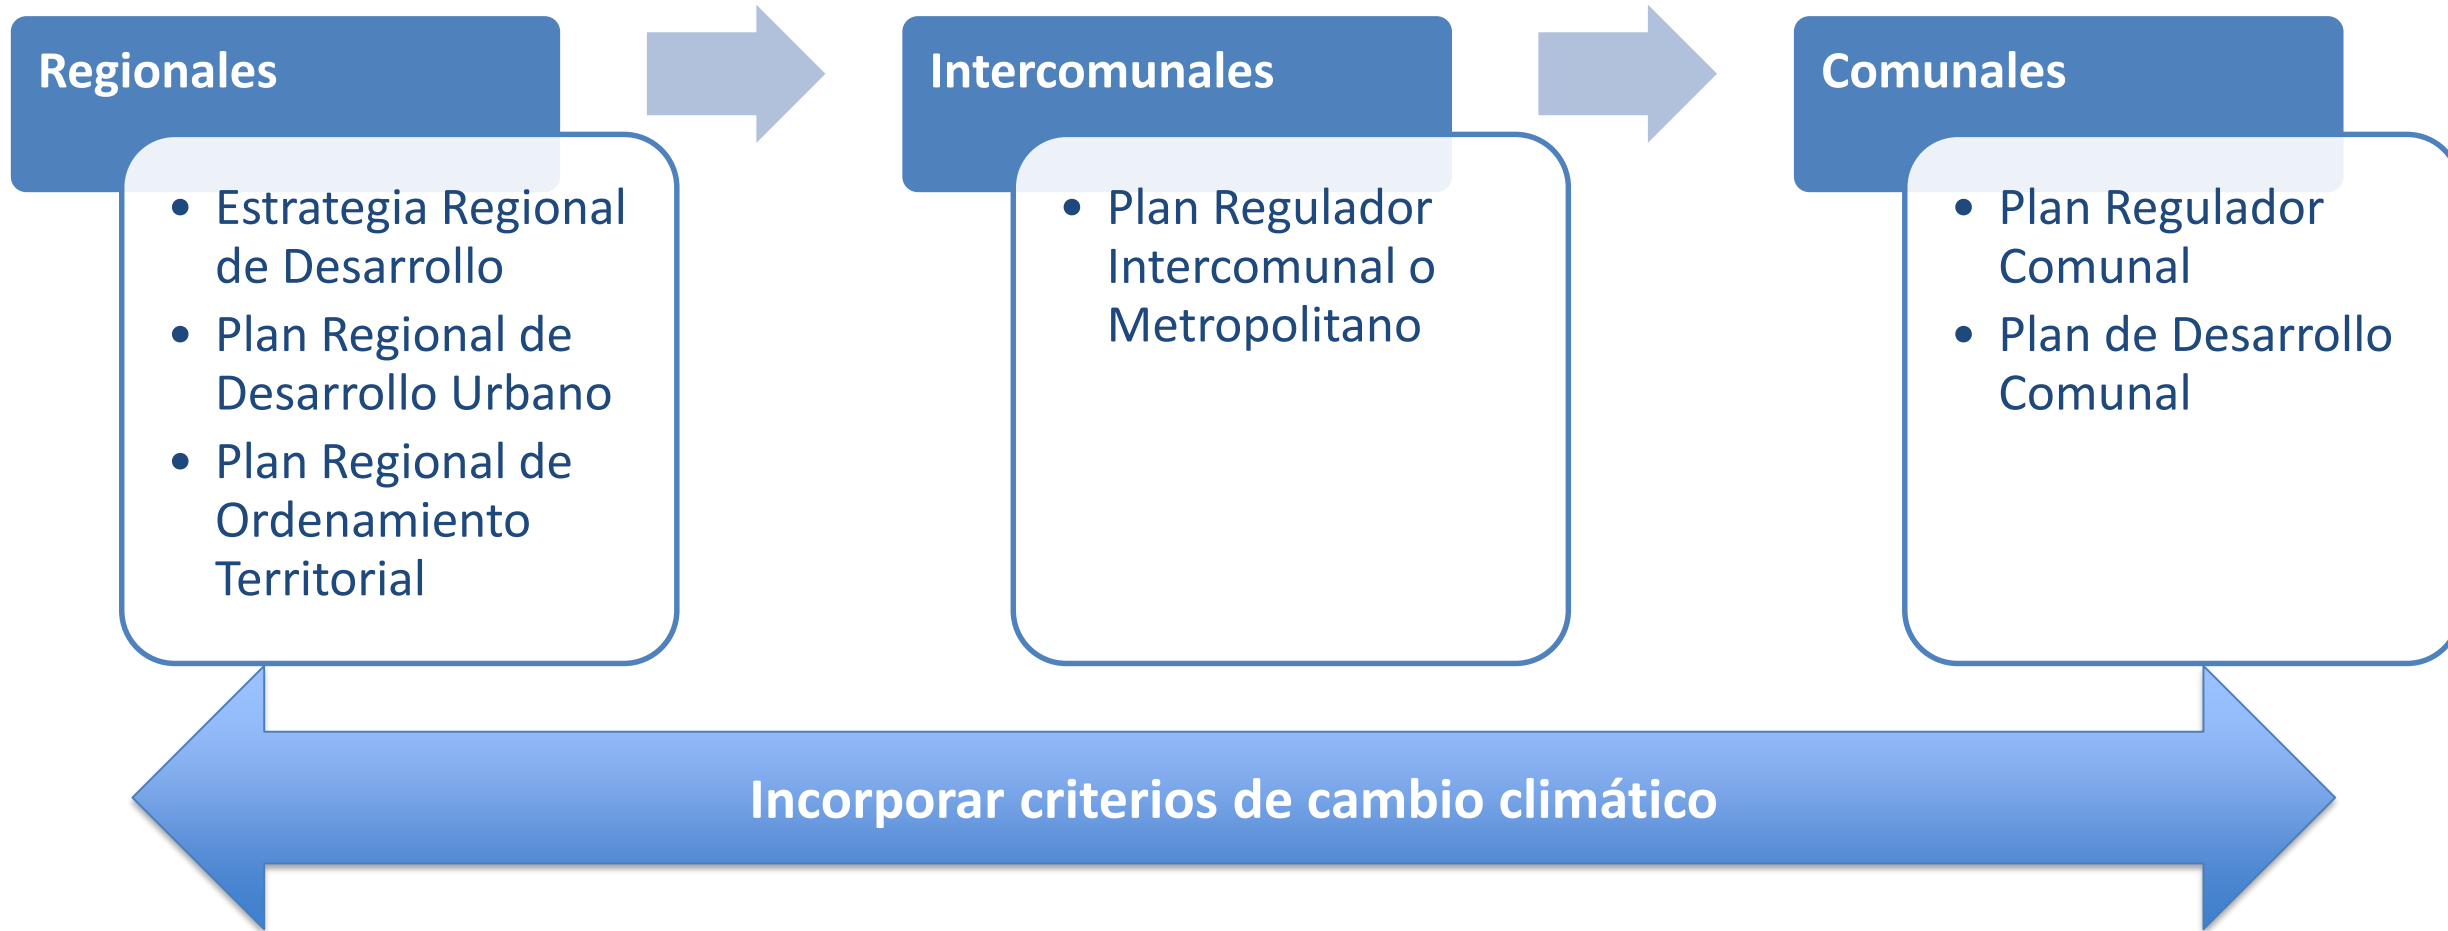 Regionales
• Estrategia Regional
de Desarrollo
• Plan Regional de
Desarrollo Urbano
• Plan Regional de
Ordenamiento
Territorial
Intercomunales
• Plan Regulador
Intercomunal o
Metropolitano
Comunales
• Plan Regulador
Comunal
• Plan de Desarrollo
Comunal
Incorporar criterios de cambio climático